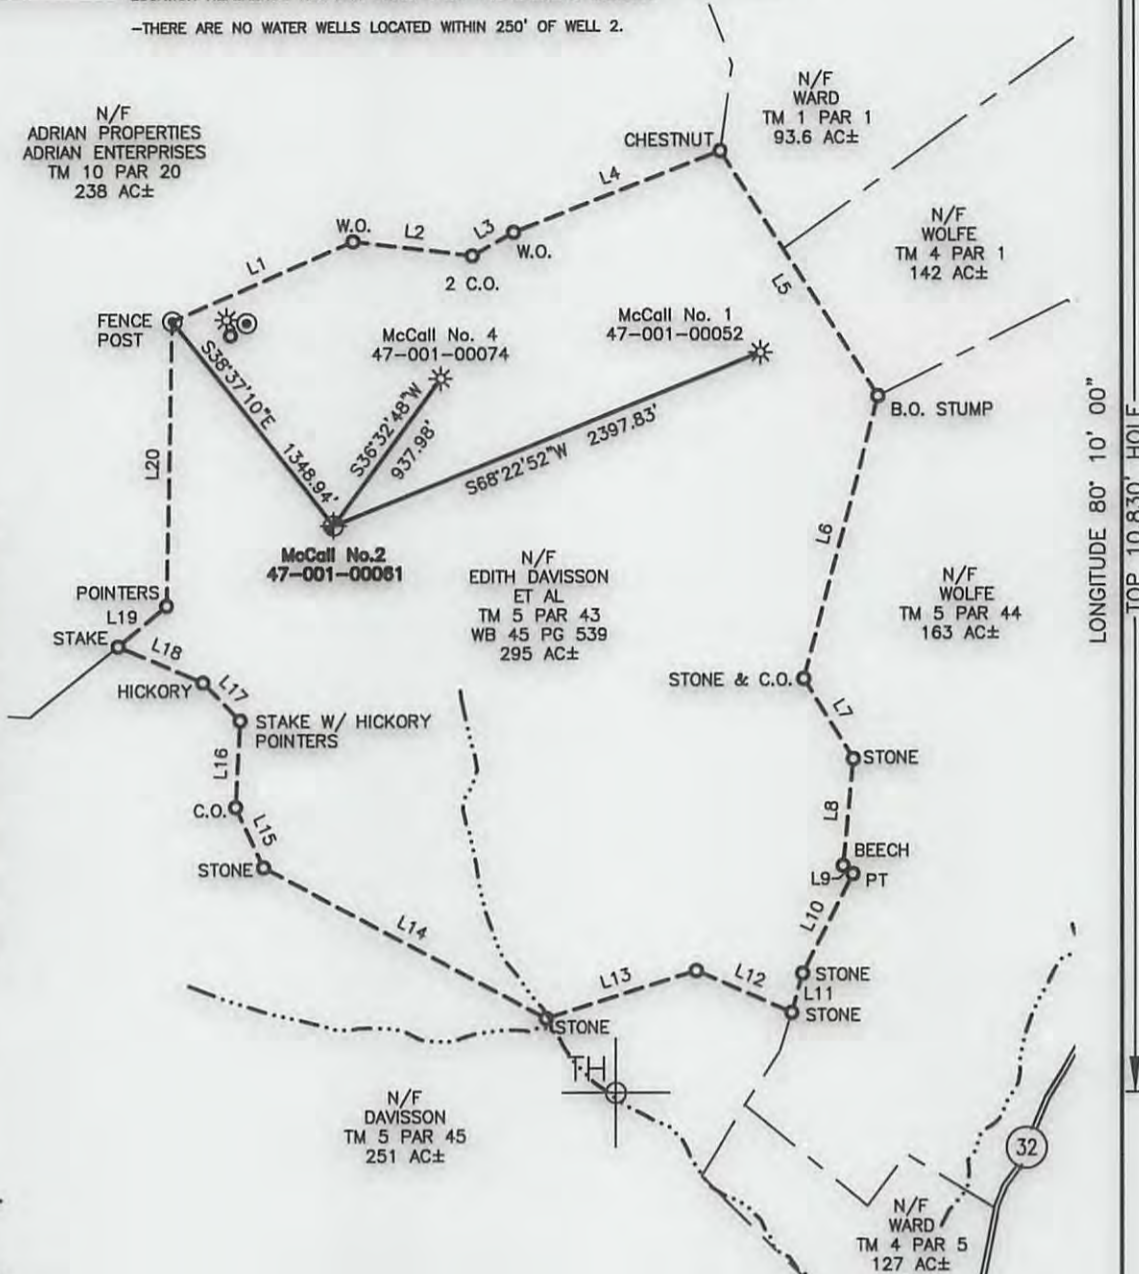 -THERE ARE NO WATER WELLS LOCATED WITHIN 250' OF WELL 2.
N/F
ADRIAN PROPERTIES
ADRIAN ENTERPRISES
TM 10 PAR 20
238 AC±
N/F
WARD
TM 1 PAR 1
93.6 AC±
CHESTNUT
L4
N/F
WOLFE
TM 4 PAR 1
142 AC±
W.O.
L2
L3
W.O.
L1
2 C.O.
L5
FENCE
POST
McCall No. 4
47-001-00074
McCall No. 1
47-001-00052
B.O. STUMP
S38°37'10"E
1348.94'
S36°32'48"W
937.98'
S68°22'52"W 2397.83'
L20
L6
McCall No.2
47-001-00061
N/F
EDITH DAVISSON
ET AL
TM 5 PAR 43
WB 45 PG 539
295 AC±
N/F
WOLFE
TM 5 PAR 44
163 AC±
LONGITUDE 80° 10' 00"
TOP 10,830' HOLE
POINTERS
L19
STAKE
L18
HICKORY
L17
STAKE W/ HICKORY
POINTERS
STONE & C.O.
L7
STONE
L16
C.O.
L15
STONE
L8
BEECH
L9
PT
L10
L14
L13
L12
STONE
L11
STONE
STONE
TH
N/F
DAVISSON
TM 5 PAR 45
251 AC±
32
N/F
WARD
TM 4 PAR 5
127 AC±